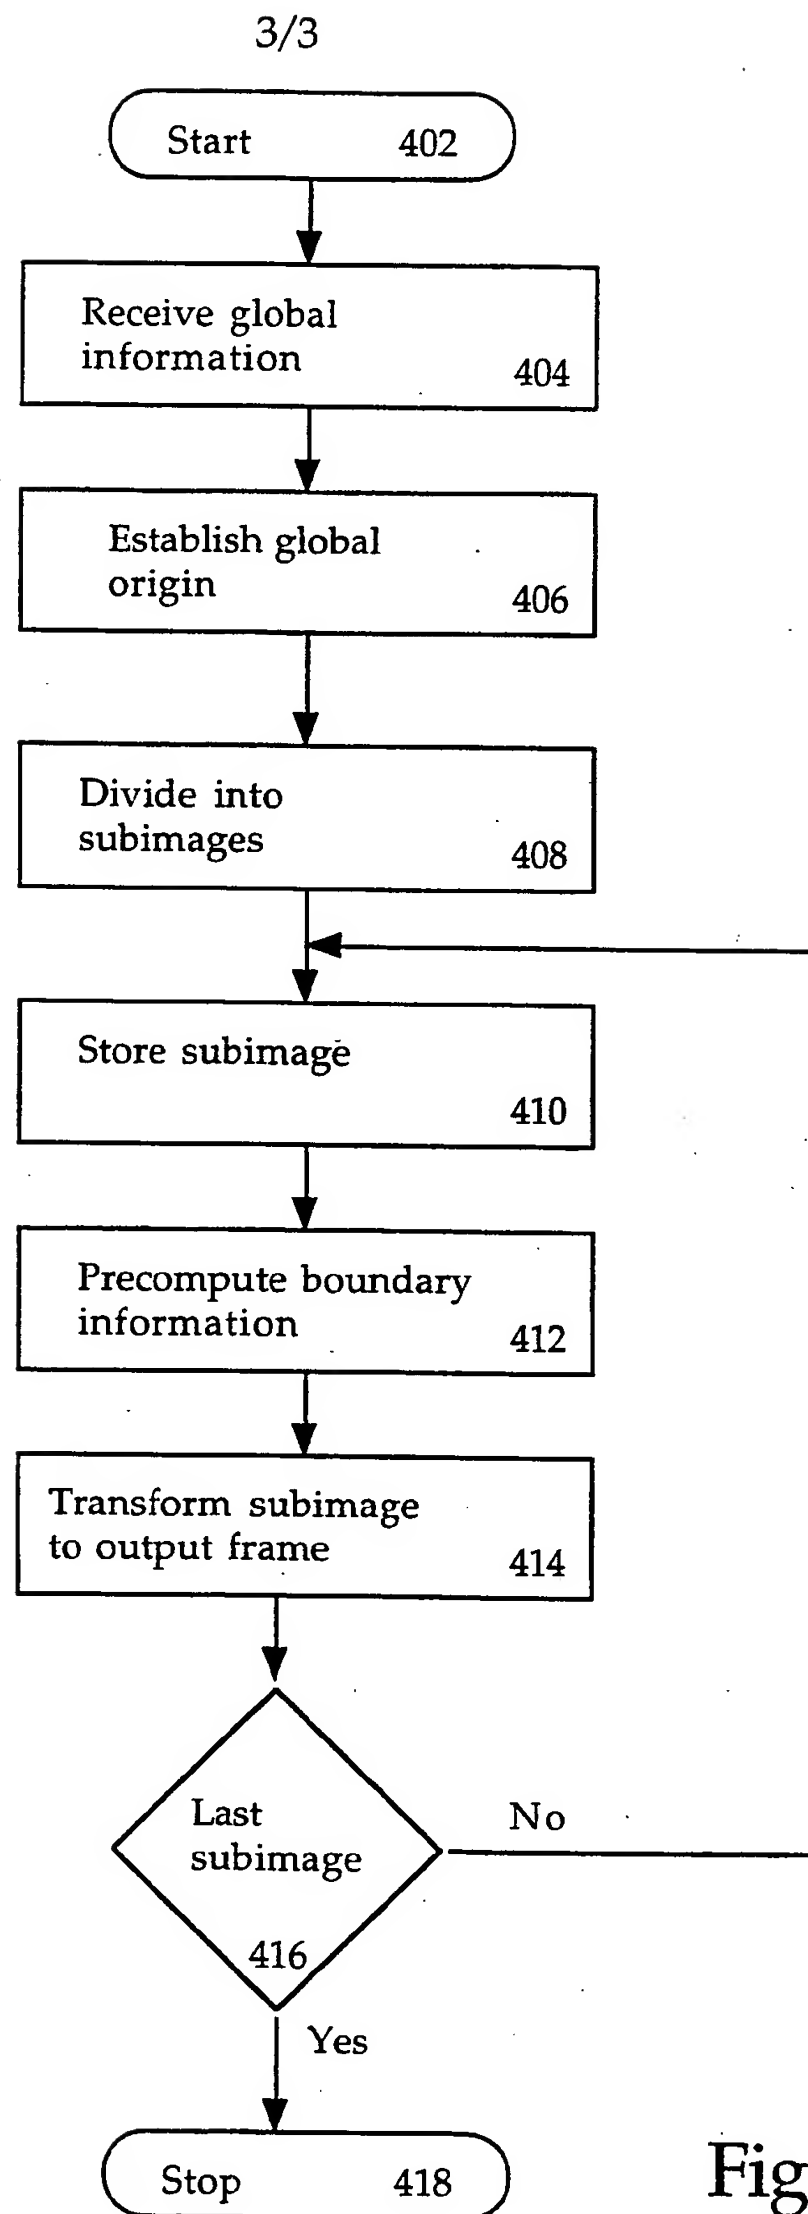 3/3
Start 402
Receive global
information 404
Establish global
origin 406
Divide into
subimages 408
Store subimage
410
Precompute boundary
information 412
Transform subimage
to output frame 414
Last
subimage
No
416
Yes
Stop 418
Fig